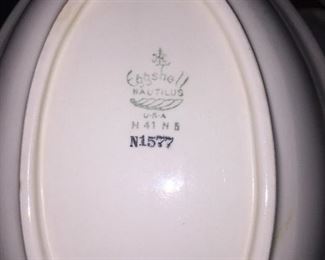 Eggshell
NAUTILUS
U·S·A
H 41 N 5
N1577